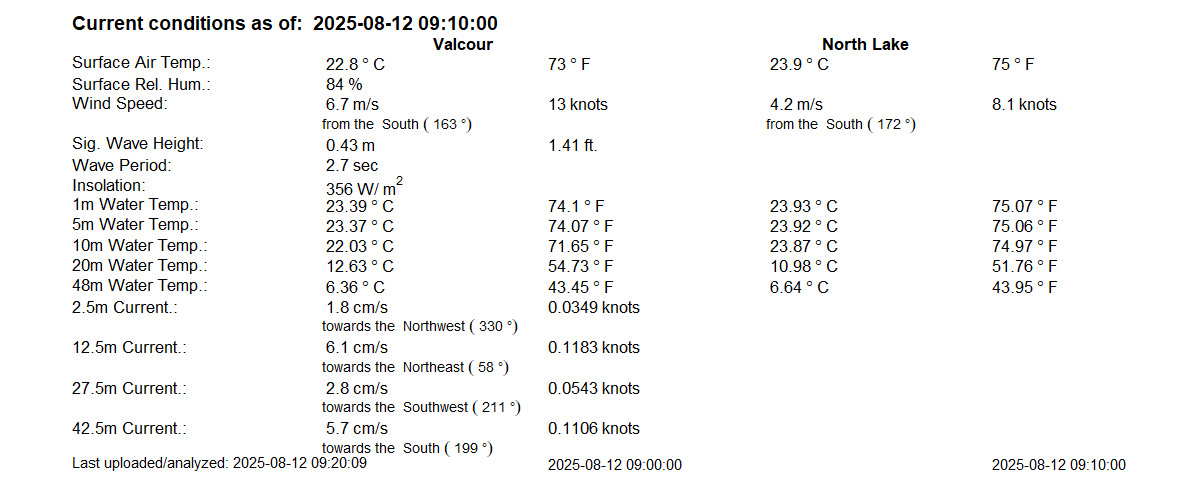 Current conditions as of: 2025-08-12 09:10:00
Valcour North Lake
Surface Air Temp.: 22.8 ° C 73 ° F 23.9 ° C 75 ° F
Surface Rel. Hum.: 84 %
Wind Speed: 6.7 m/s 13 knots 4.2 m/s 8.1 knots
from the South ( 163 °) from the South ( 172 °)
Sig. Wave Height: 0.43 m 1.41 ft.
Wave Period: 2.7 sec
Insolation: 356 W/ m2
1m Water Temp.: 23.39 ° C 74.1 ° F 23.93 ° C 75.07 ° F
5m Water Temp.: 23.37 ° C 74.07 ° F 23.92 ° C 75.06 ° F
10m Water Temp.: 22.03 ° C 71.65 ° F 23.87 ° C 74.97 ° F
20m Water Temp.: 12.63 ° C 54.73 ° F 10.98 ° C 51.76 ° F
48m Water Temp.: 6.36 ° C 43.45 ° F 6.64 ° C 43.95 ° F
2.5m Current.: 1.8 cm/s 0.0349 knots
towards the Northwest ( 330 °)
12.5m Current.: 6.1 cm/s 0.1183 knots
towards the Northeast ( 58 °)
27.5m Current.: 2.8 cm/s 0.0543 knots
towards the Southwest ( 211 °)
42.5m Current.: 5.7 cm/s 0.1106 knots
towards the South ( 199 °)
Last uploaded/analyzed: 2025-08-12 09:20:09 2025-08-12 09:00:00 2025-08-12 09:10:00